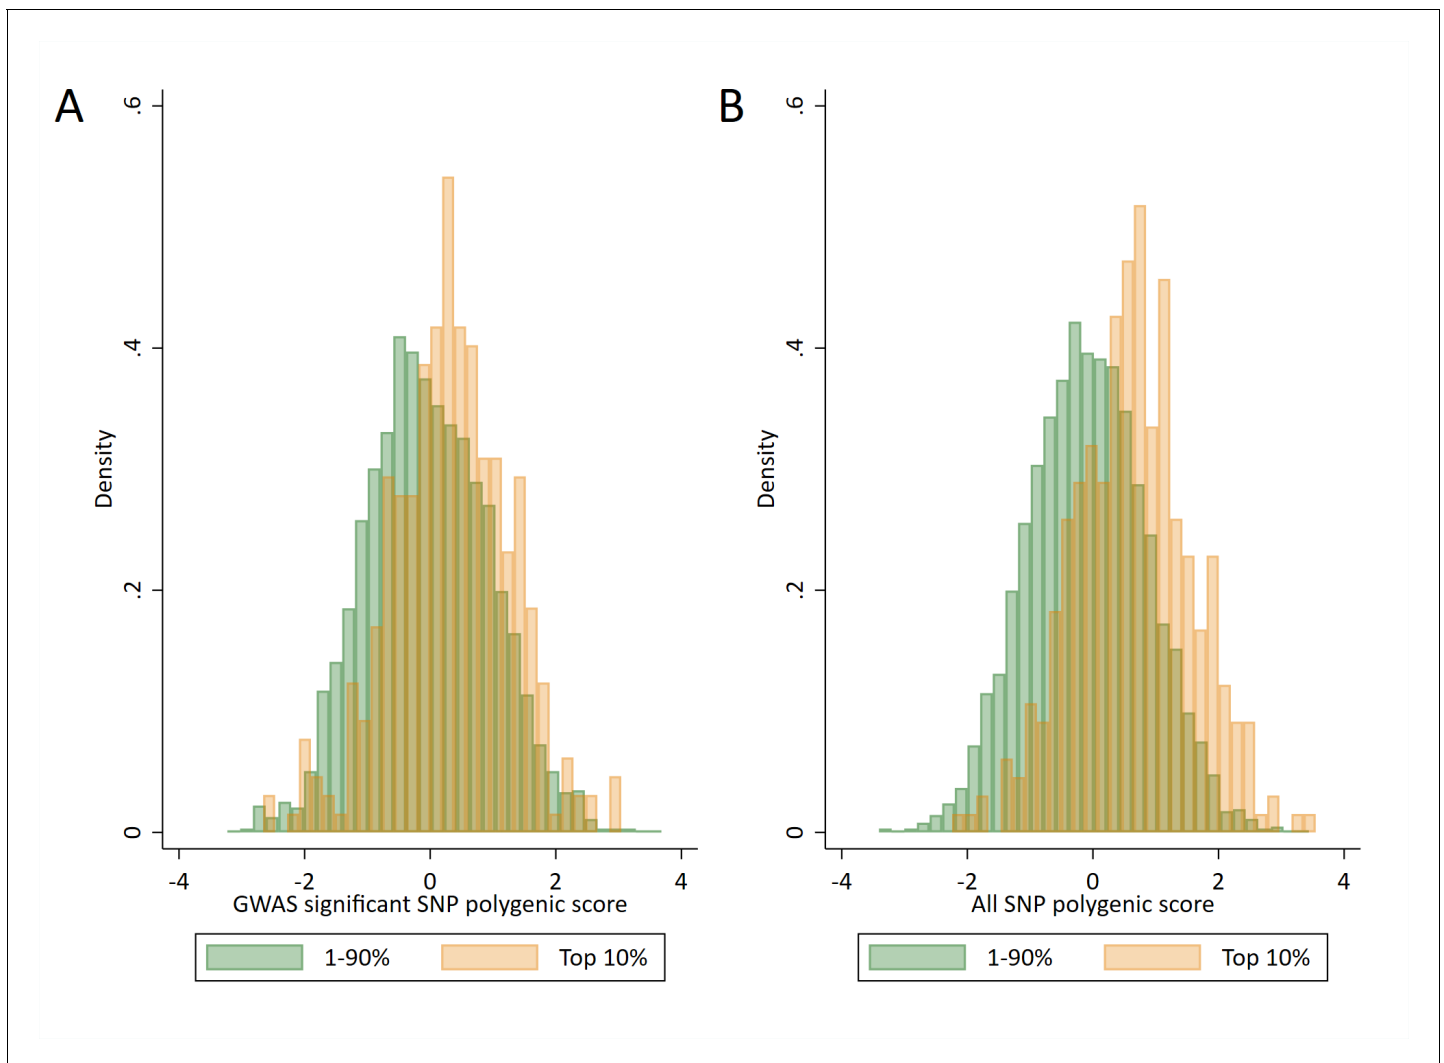 A
.6
.4
.2
0
Density
-4 -2 0 2 4
GWAS significant SNP polygenic score
1-90% Top 10%
B
.6
.4
.2
0
Density
-4 -2 0 2 4
All SNP polygenic score
1-90% Top 10%